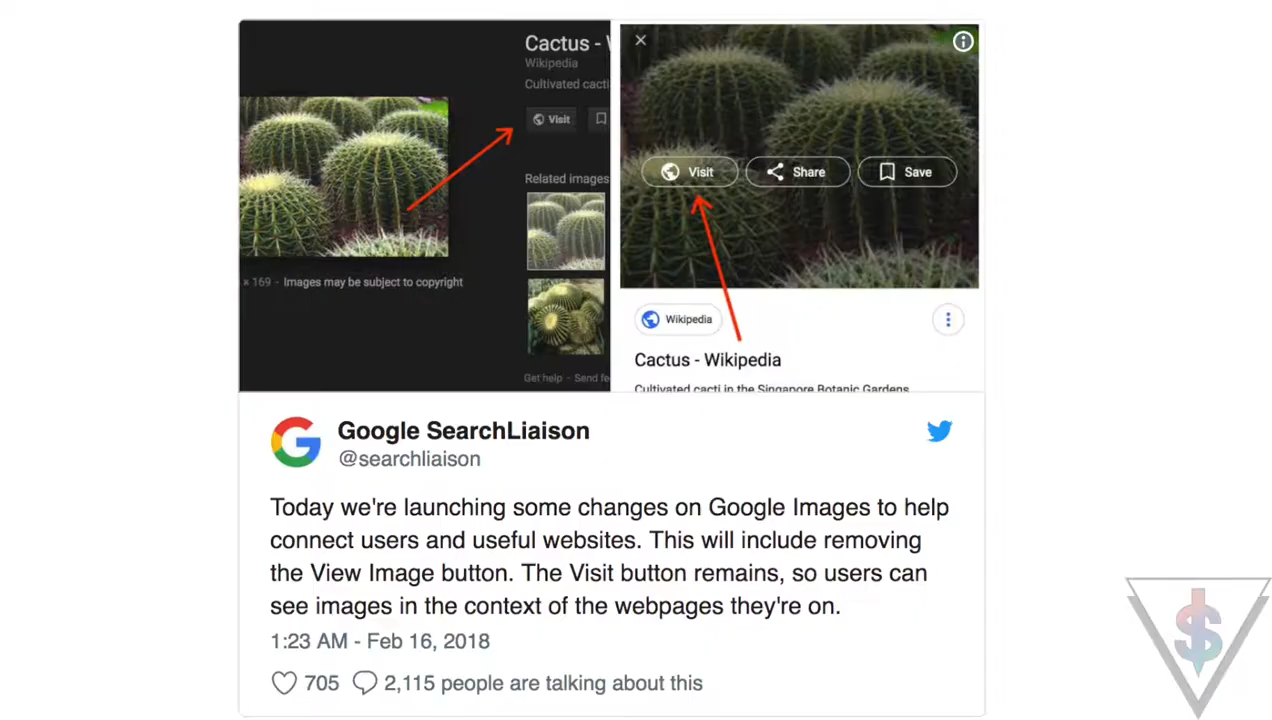 Cactus -
Wikipedia
Cultivated cacti
Visit
Related images
× 169 - Images may be subject to copyright
Get help - Send fe
Visit
Share
Save
Wikipedia
Cactus - Wikipedia
Cultivated cacti in the Singapore Botanic Gardens
Google SearchLiaison
@searchliaison
Today we're launching some changes on Google Images to help
connect users and useful websites. This will include removing
the View Image button. The Visit button remains, so users can
see images in the context of the webpages they're on.
1:23 AM - Feb 16, 2018
705
2,115 people are talking about this
$